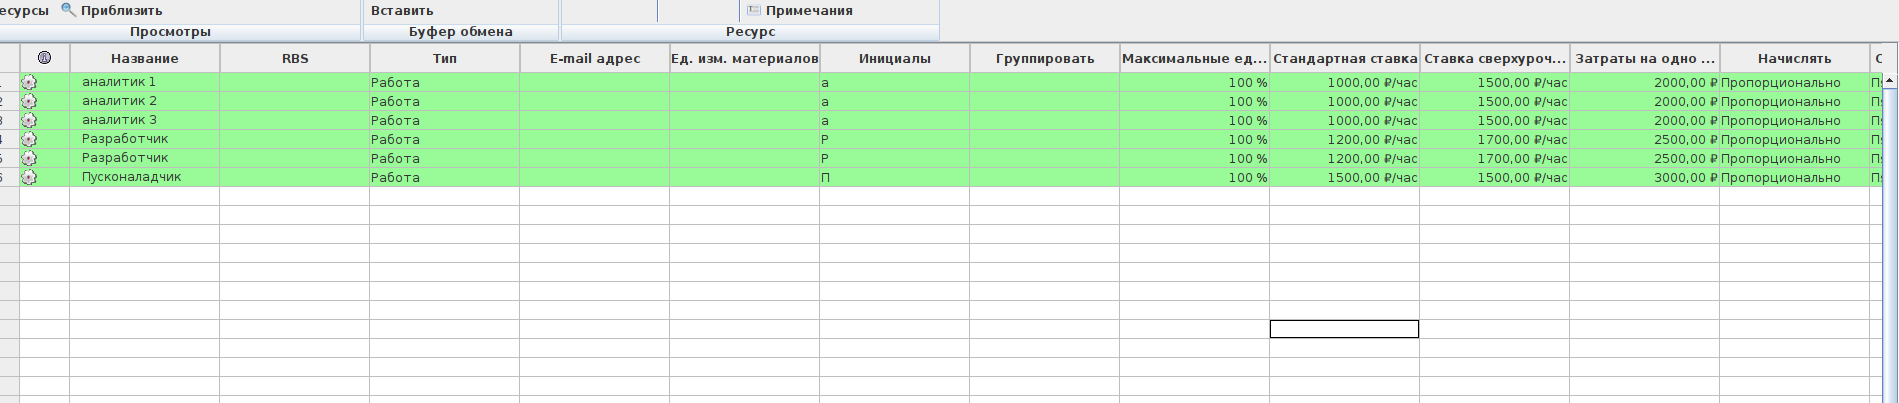 есурсы Приблизить Вставить Примечания
Просмотры Буфер обмена Ресурс
Название RBS Тип E-mail адрес Ед. изм. материалов Инициалы Группировать Максимальные ед... Стандартная ставка Ставка сверхуроч... Затраты на одно ... Начислять С
аналитик 1 Работа а 100 % 1000,00 ₽/час 1500,00 ₽/час 2000,00 ₽ Пропорционально
2 аналитик 2 Работа а 100 % 1000,00 ₽/час 1500,00 ₽/час 2000,00 ₽ Пропорционально
3 аналитик 3 Работа а 100 % 1000,00 ₽/час 1500,00 ₽/час 2000,00 ₽ Пропорционально
4 Разработчик Работа Р 100 % 1200,00 ₽/час 1700,00 ₽/час 2500,00 ₽ Пропорционально
5 Разработчик Работа Р 100 % 1200,00 ₽/час 1700,00 ₽/час 2500,00 ₽ Пропорционально
6 Пусконаладчик Работа П 100 % 1500,00 ₽/час 1500,00 ₽/час 3000,00 ₽ Пропорционально